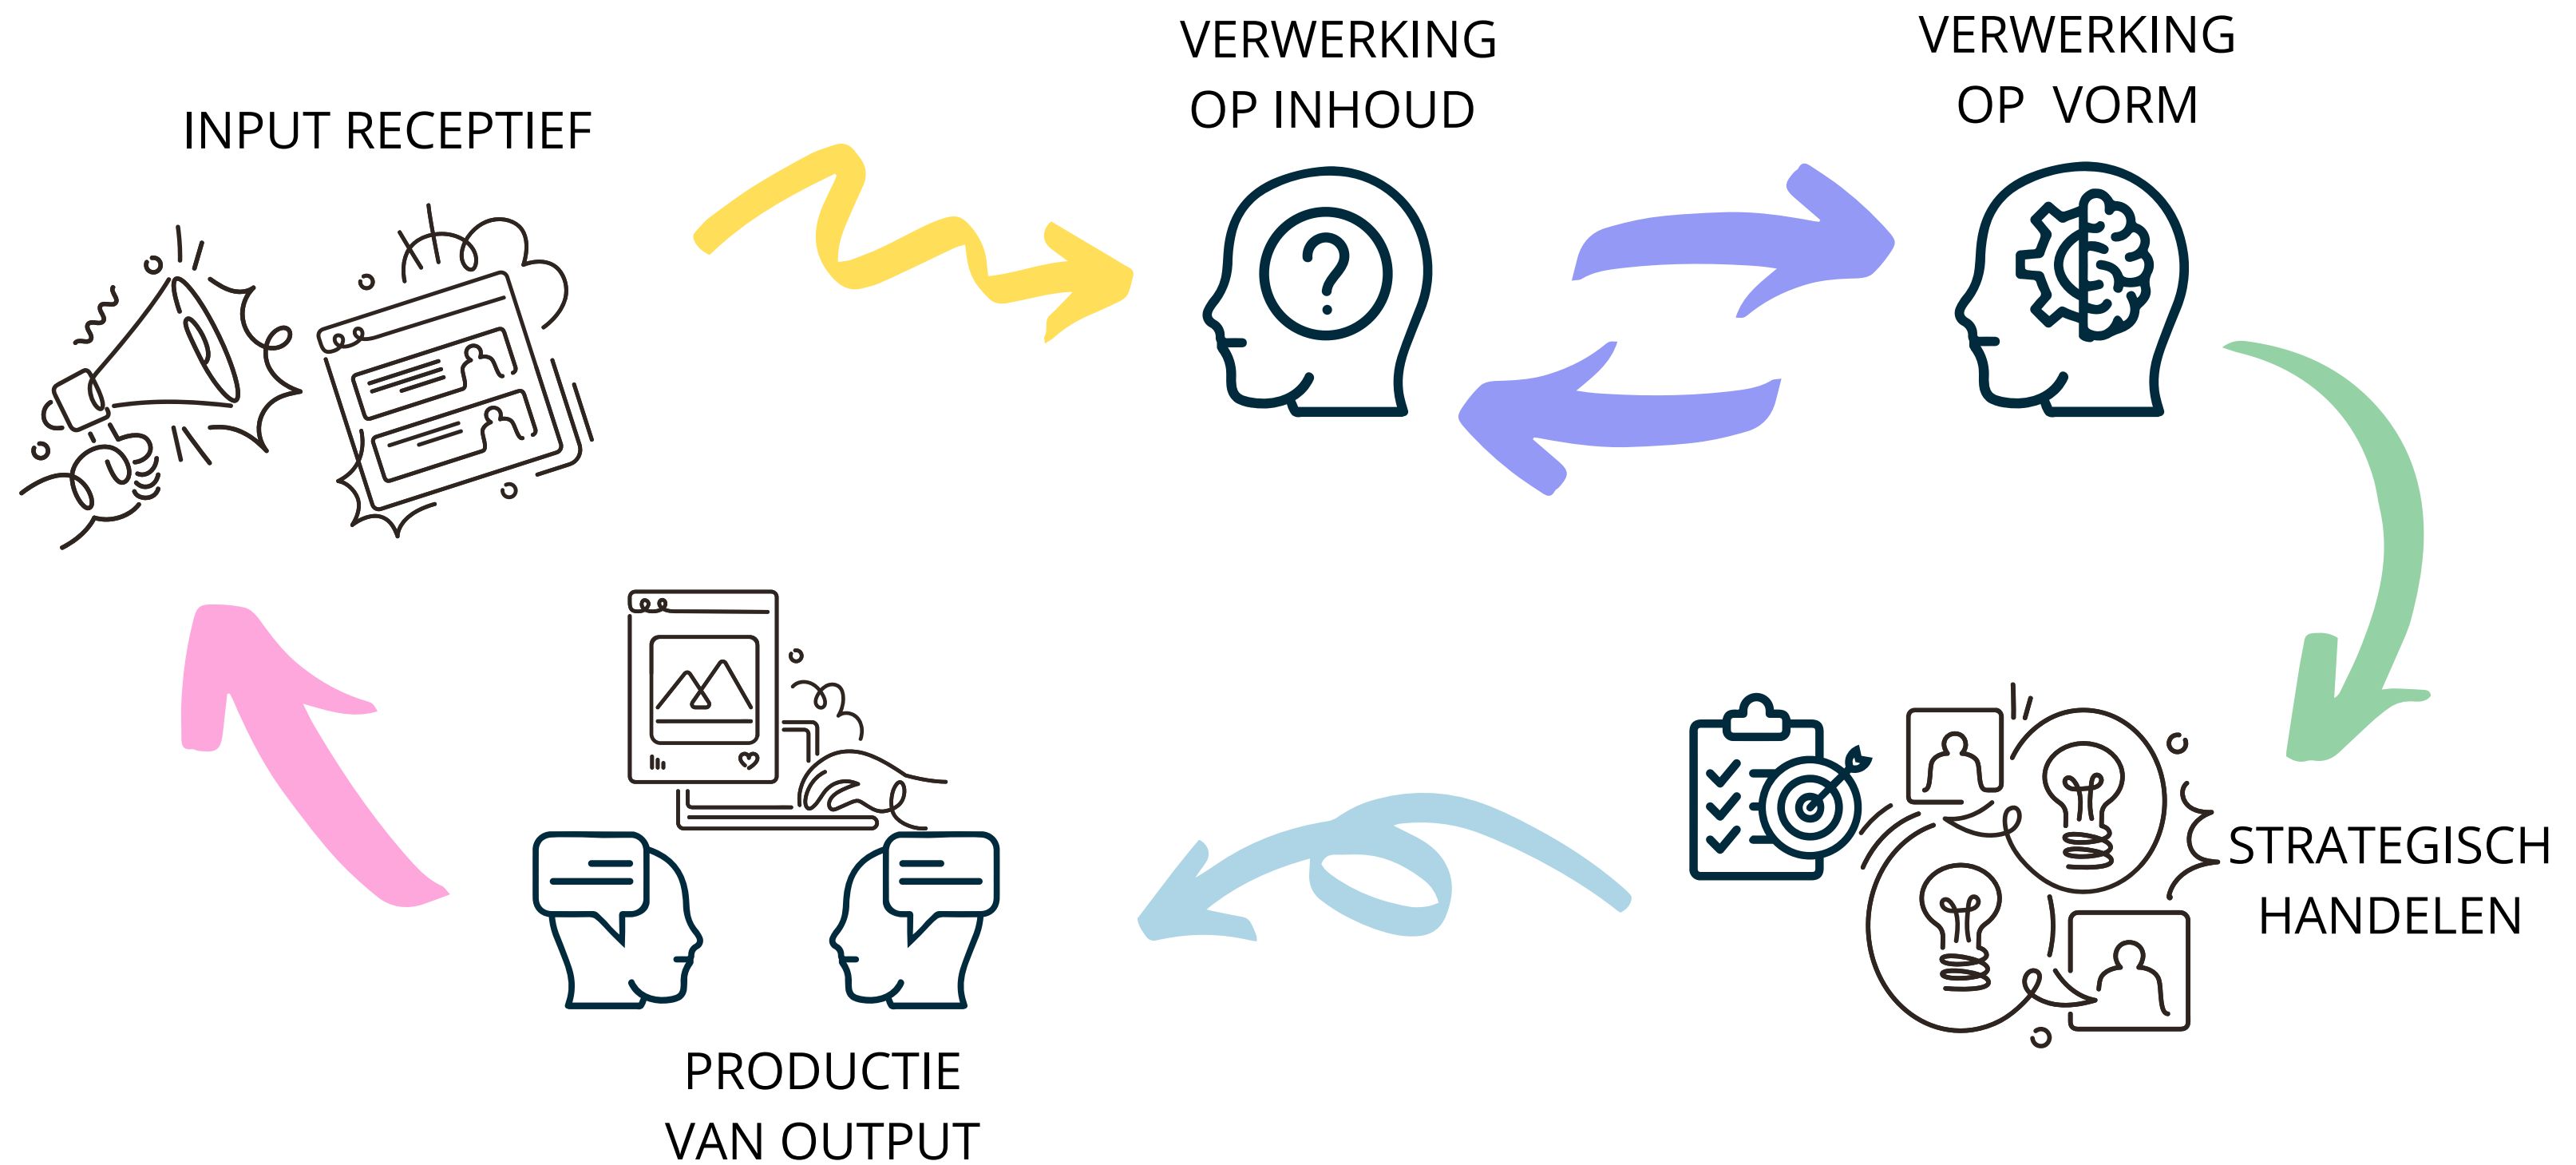 INPUT RECEPTIEF
VERWERKING
OP INHOUD
VERWERKING
OP VORM
STRATEGISCH
HANDELEN
PRODUCTIE
VAN OUTPUT